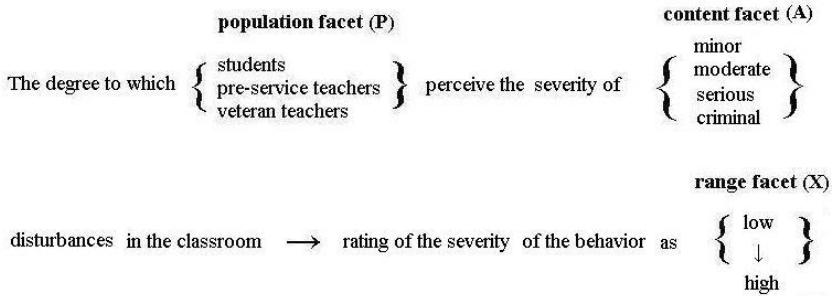 population facet (P)
content facet (A)
The degree to which { students
pre-service teachers
veteran teachers } perceive the severity of { minor
moderate
serious
criminal }
range facet (X)
disturbances in the classroom → rating of the severity of the behavior as { low
↓
high }